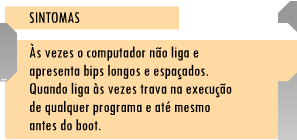 SINTOMAS
Às vezes o computador não liga e
apresenta bips longos e espaçados.
Quando liga às vezes trava na execução
de qualquer programa e até mesmo
antes do boot.